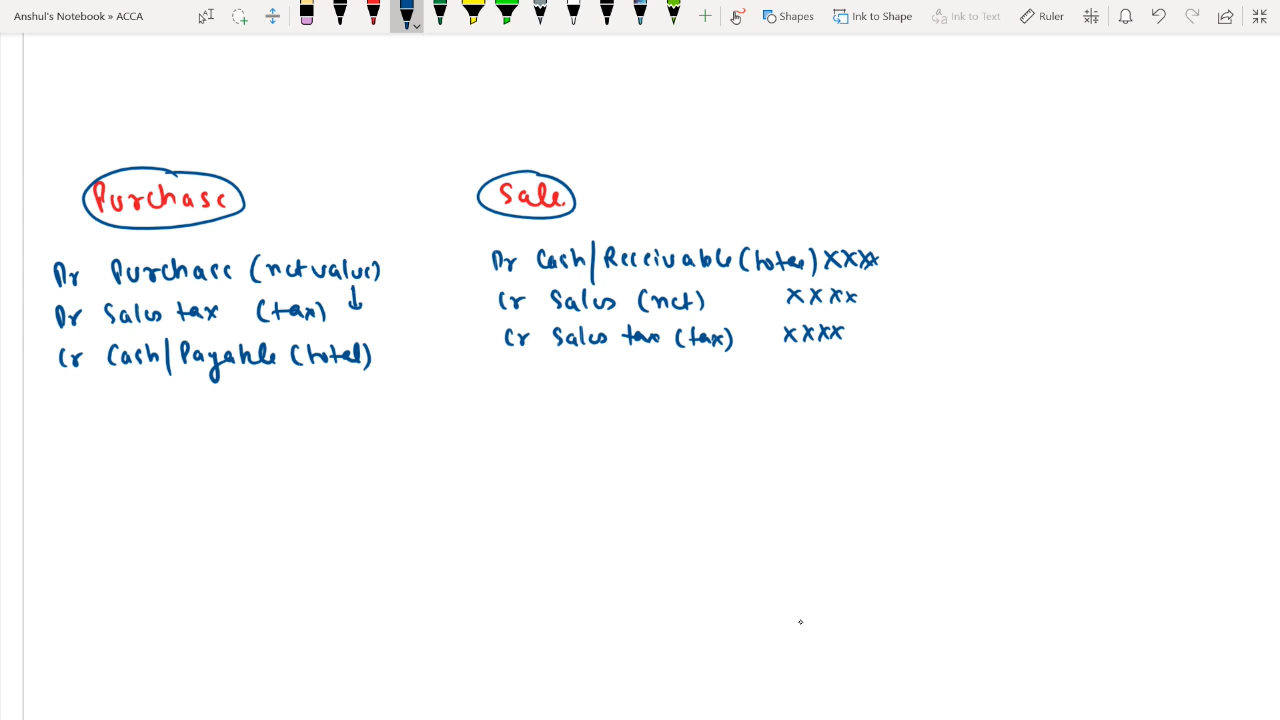 Anshul's Notebook » ACCA
Shapes
Ink to Shape
Ink to Text
Ruler
Purchase
Dr Purchase (net value)
Dr Sales tax (tax)
Cr Cash/Payable (total)
Sale
Dr Cash/Receivable (total) XXXX
Cr Sales (net) XXXX
Cr Sales tax (tax) XXXX